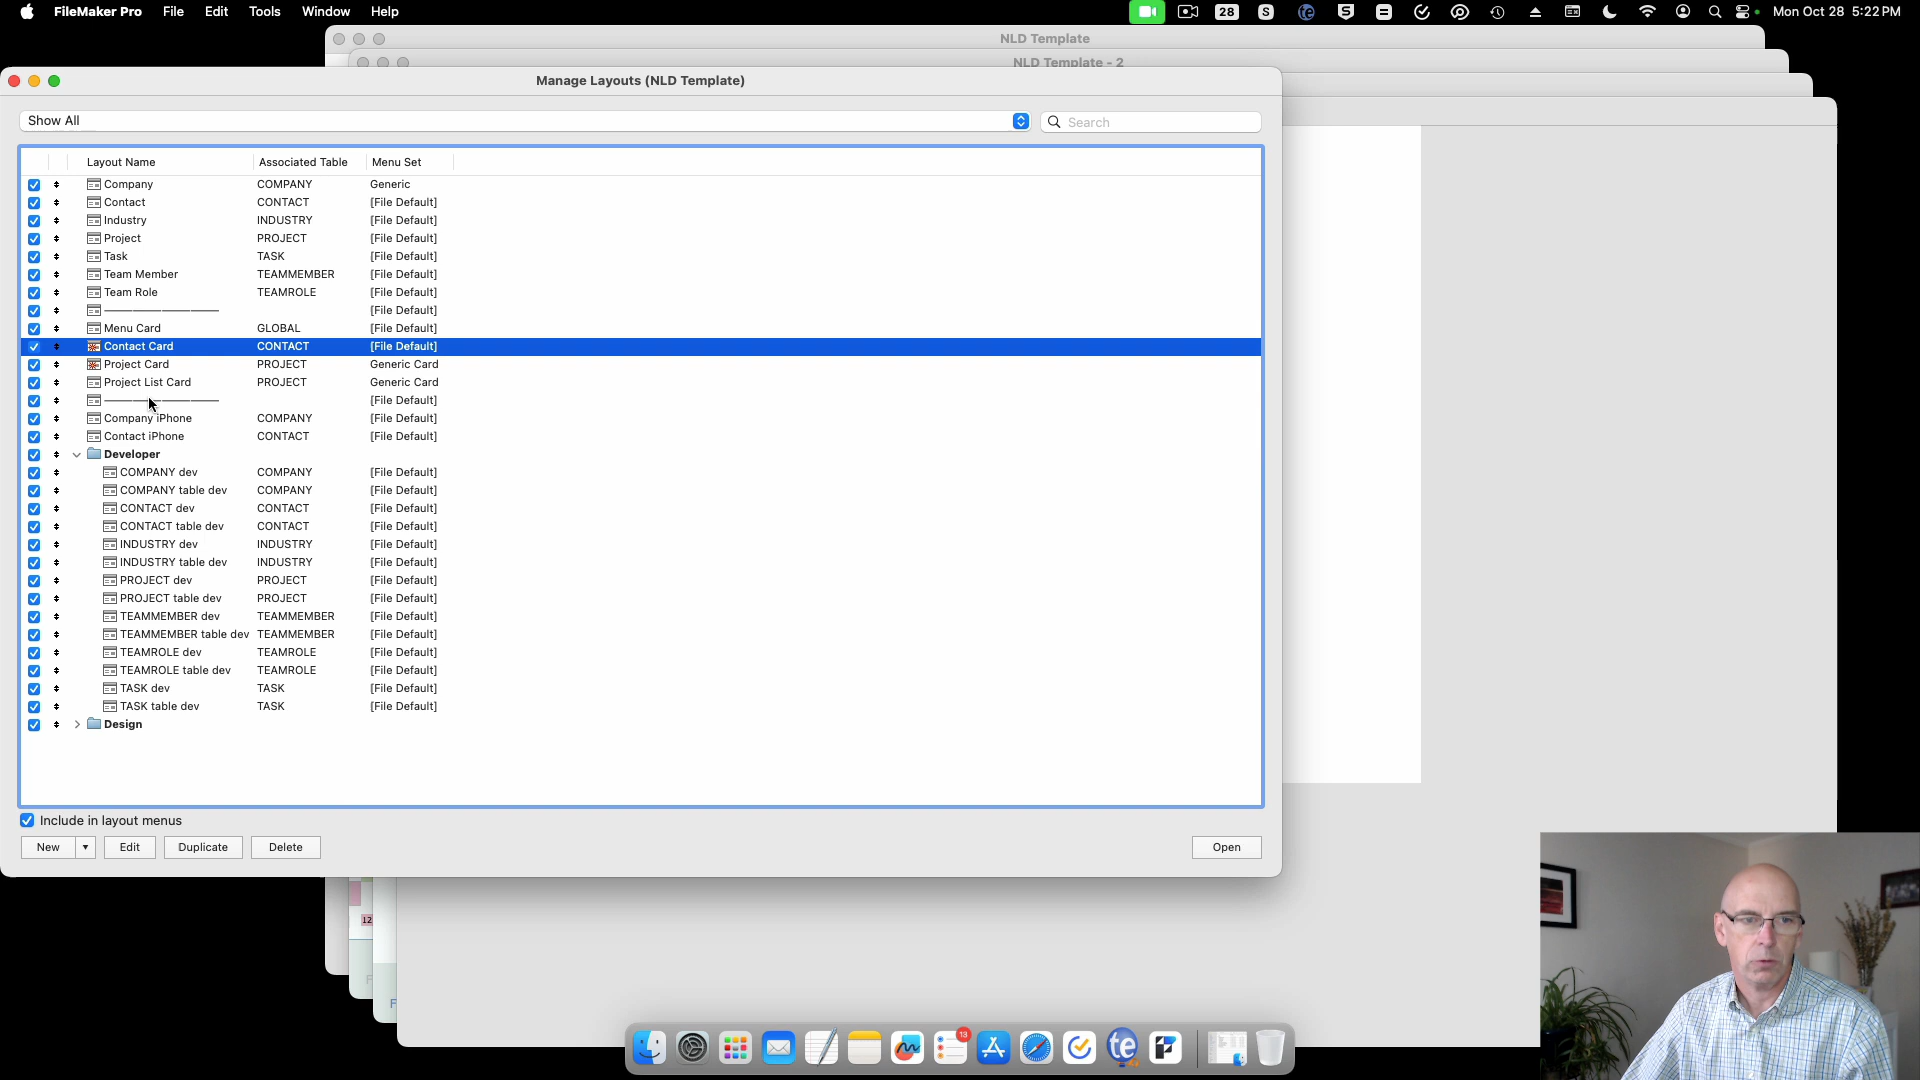 FileMaker Pro File Edit Tools Window Help 28 S te Mon Oct 28 5:22 PM
NLD Template
NLD Template - 2
Manage Layouts (NLD Template)
Show All Search
Layout Name Associated Table Menu Set
Company COMPANY Generic
Contact CONTACT [File Default]
Industry INDUSTRY [File Default]
Project PROJECT [File Default]
Task TASK [File Default]
Team Member TEAMMEMBER [File Default]
Team Role TEAMROLE [File Default]
[File Default]
Menu Card GLOBAL [File Default]
Contact Card CONTACT [File Default]
Project Card PROJECT Generic Card
Project List Card PROJECT Generic Card
[File Default]
Company iPhone COMPANY [File Default]
Contact iPhone CONTACT [File Default]
Developer
COMPANY dev COMPANY [File Default]
COMPANY table dev COMPANY [File Default]
CONTACT dev CONTACT [File Default]
CONTACT table dev CONTACT [File Default]
INDUSTRY dev INDUSTRY [File Default]
INDUSTRY table dev INDUSTRY [File Default]
PROJECT dev PROJECT [File Default]
PROJECT table dev PROJECT [File Default]
TEAMMEMBER dev TEAMMEMBER [File Default]
TEAMMEMBER table dev TEAMMEMBER [File Default]
TEAMROLE dev TEAMROLE [File Default]
TEAMROLE table dev TEAMROLE [File Default]
TASK dev TASK [File Default]
TASK table dev TASK [File Default]
Design
Include in layout menus
New Edit Duplicate Delete Open
12
F
F
13
te